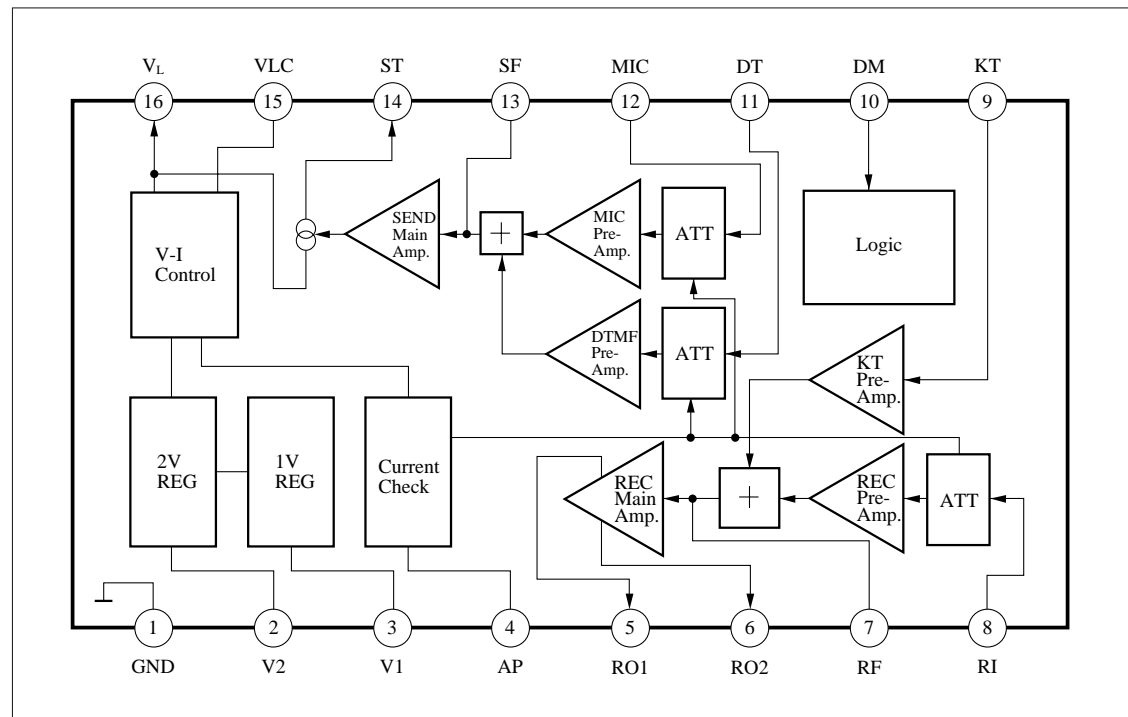 V_L VLC ST SF MIC DT DM KT
16 15 14 13 12 11 10 9
V-I
Control
SEND
Main
Amp.
+
MIC
Pre-
Amp.
ATT
Logic
DTMF
Pre-
Amp.
ATT
KT
Pre-
Amp.
2V
REG
1V
REG
Current
Check
REC
Main
Amp.
+
REC
Pre-
Amp.
ATT
1 2 3 4 5 6 7 8
GND V2 V1 AP RO1 RO2 RF RI